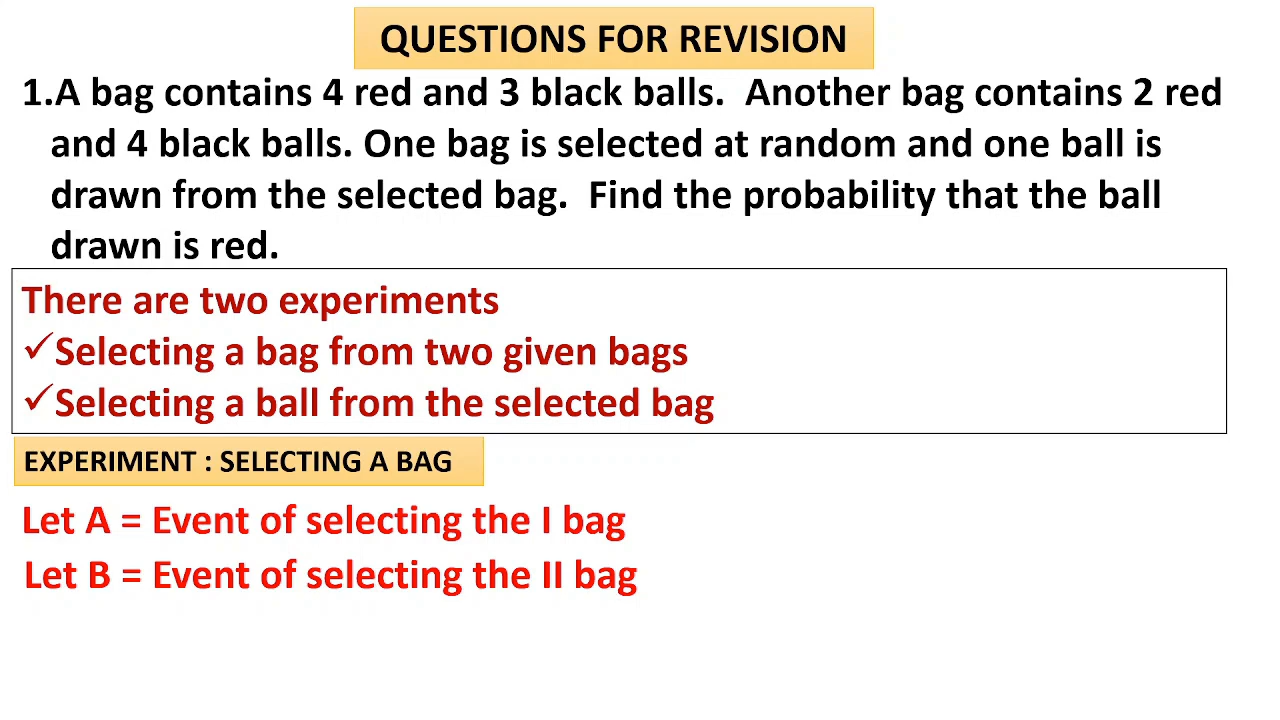 QUESTIONS FOR REVISION
1.A bag contains 4 red and 3 black balls.  Another bag contains 2 red
and 4 black balls. One bag is selected at random and one ball is
drawn from the selected bag.  Find the probability that the ball
drawn is red.
There are two experiments
✓Selecting a bag from two given bags
✓Selecting a ball from the selected bag
EXPERIMENT : SELECTING A BAG
Let A = Event of selecting the I bag
Let B = Event of selecting the II bag